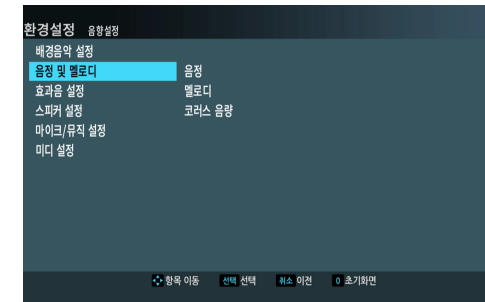 환경설정 음향설정
배경음악 설정
음정 및 멜로디 음정
효과음 설정 멜로디
스피커 설정 코러스 음량
마이크/뮤직 설정
미디 설정
항목 이동 선택 선택 취소 이전 0 초기화면